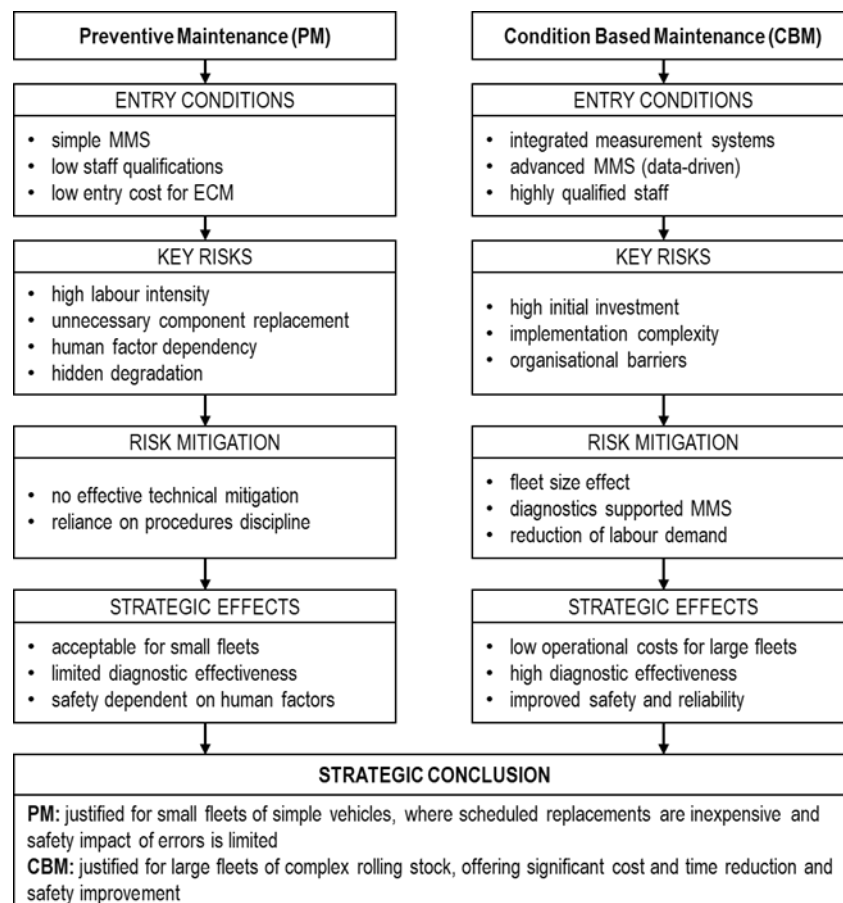 Preventive Maintenance (PM)
ENTRY CONDITIONS
• simple MMS
• low staff qualifications
• low entry cost for ECM
KEY RISKS
• high labour intensity
• unnecessary component replacement
• human factor dependency
• hidden degradation
RISK MITIGATION
• no effective technical mitigation
• reliance on procedures discipline
STRATEGIC EFFECTS
• acceptable for small fleets
• limited diagnostic effectiveness
• safety dependent on human factors
Condition Based Maintenance (CBM)
ENTRY CONDITIONS
• integrated measurement systems
• advanced MMS (data-driven)
• highly qualified staff
KEY RISKS
• high initial investment
• implementation complexity
• organisational barriers
RISK MITIGATION
• fleet size effect
• diagnostics supported MMS
• reduction of labour demand
STRATEGIC EFFECTS
• low operational costs for large fleets
• high diagnostic effectiveness
• improved safety and reliability
STRATEGIC CONCLUSION
PM: justified for small fleets of simple vehicles, where scheduled replacements are inexpensive and
safety impact of errors is limited
CBM: justified for large fleets of complex rolling stock, offering significant cost and time reduction and
safety improvement